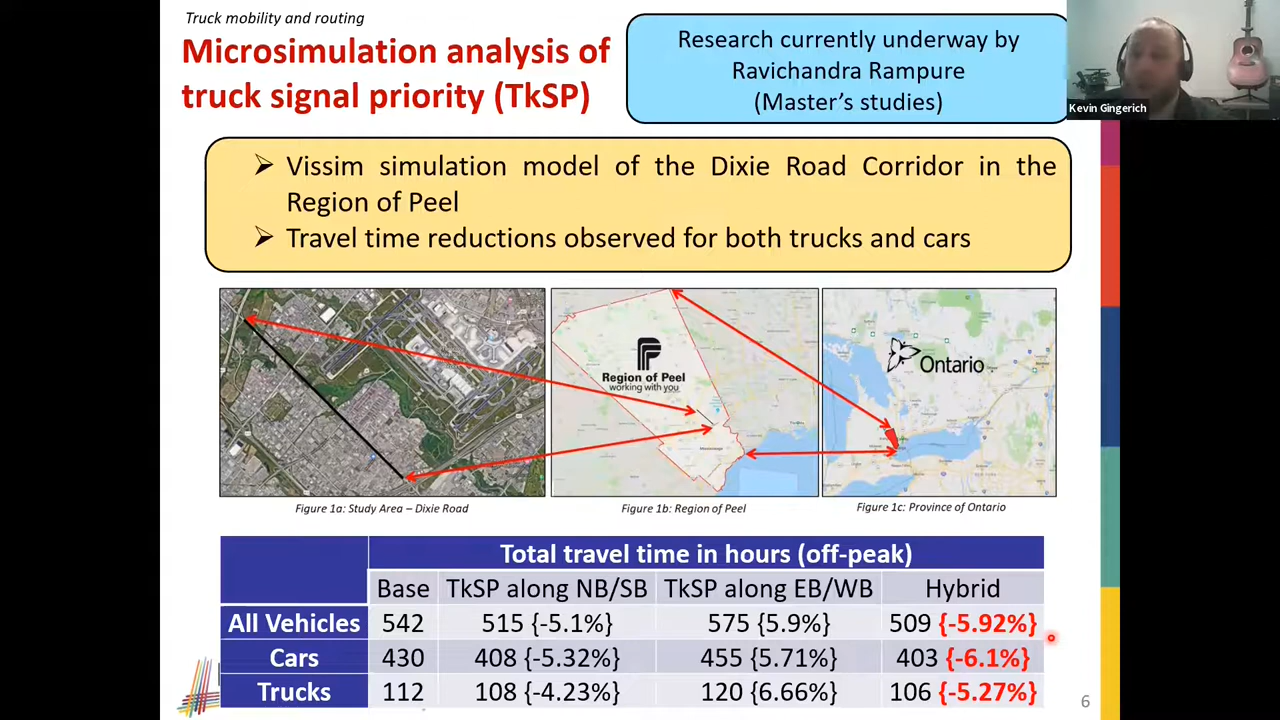 Truck mobility and routing
Microsimulation analysis of
truck signal priority (TkSP)
Research currently underway by
Ravichandra Rampure
(Master's studies)
Kevin Gingerich
➢ Vissim simulation model of the Dixie Road Corridor in the
Region of Peel
➢ Travel time reductions observed for both trucks and cars
Region of Peel
working with you
Ontario
Figure 1a: Study Area – Dixie Road
Figure 1b: Region of Peel
Figure 1c: Province of Ontario
Total travel time in hours (off-peak)
Base TkSP along NB/SB TkSP along EB/WB Hybrid
All Vehicles 542 515 {-5.1%} 575 {5.9%} 509 {-5.92%}
Cars 430 408 {-5.32%} 455 {5.71%} 403 {-6.1%}
Trucks 112 108 {-4.23%} 120 {6.66%} 106 {-5.27%}
6